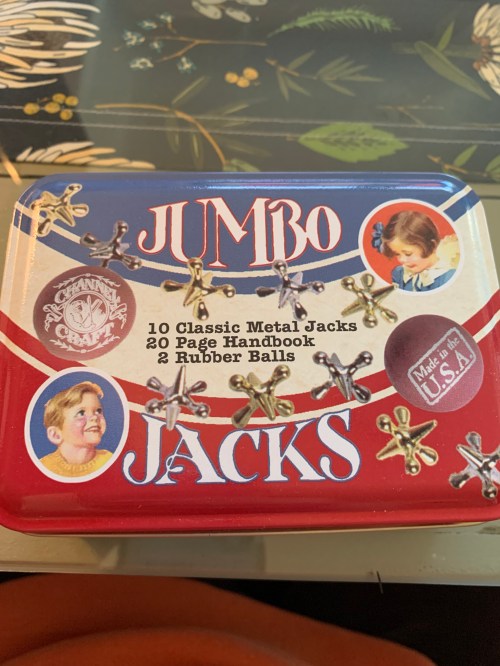 JUMBO
10 Classic Metal Jacks
20 Page Handbook
2 Rubber Balls
CHANNEL
CRAFT
Made in the
U.S.A.
JACKS